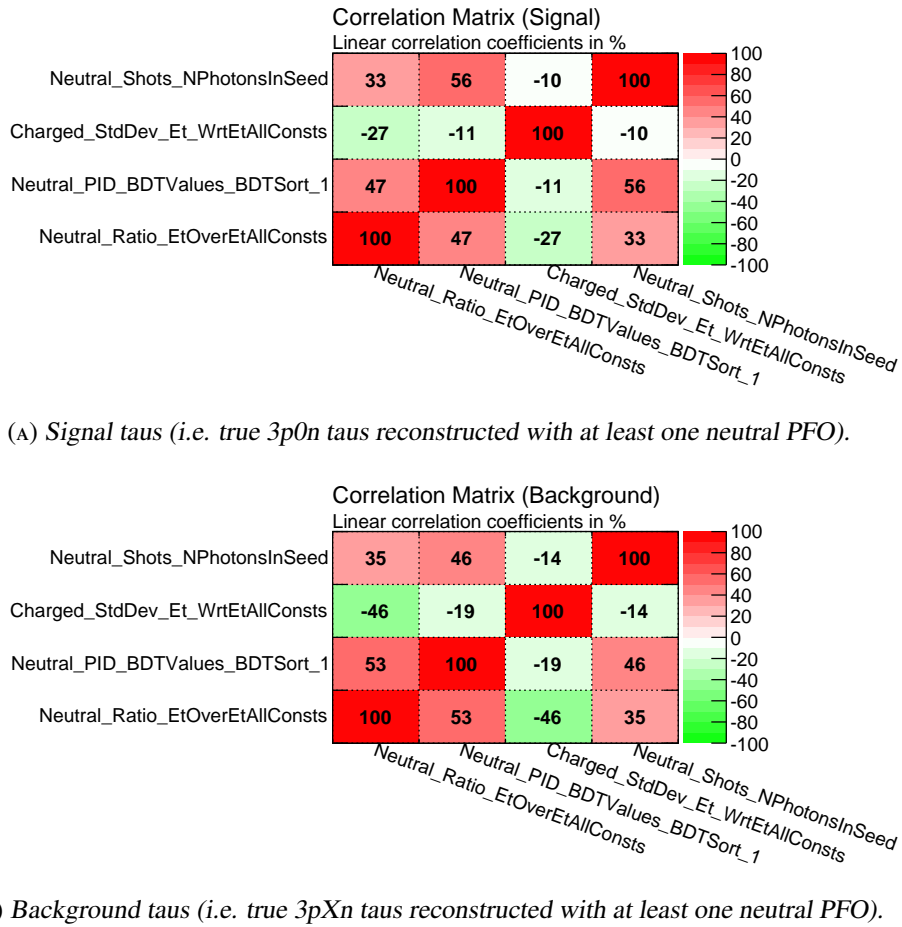 Correlation Matrix (Signal)
Linear correlation coefficients in %
Neutral_Shots_NPhotonsInSeed 33 56 -10 100
Charged_StdDev_Et_WrtEtAllConsts -27 -11 100 -10
Neutral_PID_BDTValues_BDTSort_1 47 100 -11 56
Neutral_Ratio_EtOverEtAllConsts 100 47 -27 33
100
80
60
40
20
0
-20
-40
-60
-80
-100
Neutral_Ratio_EtOverEtAllConsts
Neutral_PID_BDTValues_BDTSort_1
Charged_StdDev_Et_WrtEtAllConsts
Neutral_Shots_NPhotonsInSeed
(A) Signal taus (i.e. true 3p0n taus reconstructed with at least one neutral PFO).
Correlation Matrix (Background)
Linear correlation coefficients in %
Neutral_Shots_NPhotonsInSeed 35 46 -14 100
Charged_StdDev_Et_WrtEtAllConsts -46 -19 100 -14
Neutral_PID_BDTValues_BDTSort_1 53 100 -19 46
Neutral_Ratio_EtOverEtAllConsts 100 53 -46 35
100
80
60
40
20
0
-20
-40
-60
-80
-100
Neutral_Ratio_EtOverEtAllConsts
Neutral_PID_BDTValues_BDTSort_1
Charged_StdDev_Et_WrtEtAllConsts
Neutral_Shots_NPhotonsInSeed
) Background taus (i.e. true 3pXn taus reconstructed with at least one neutral PFO).